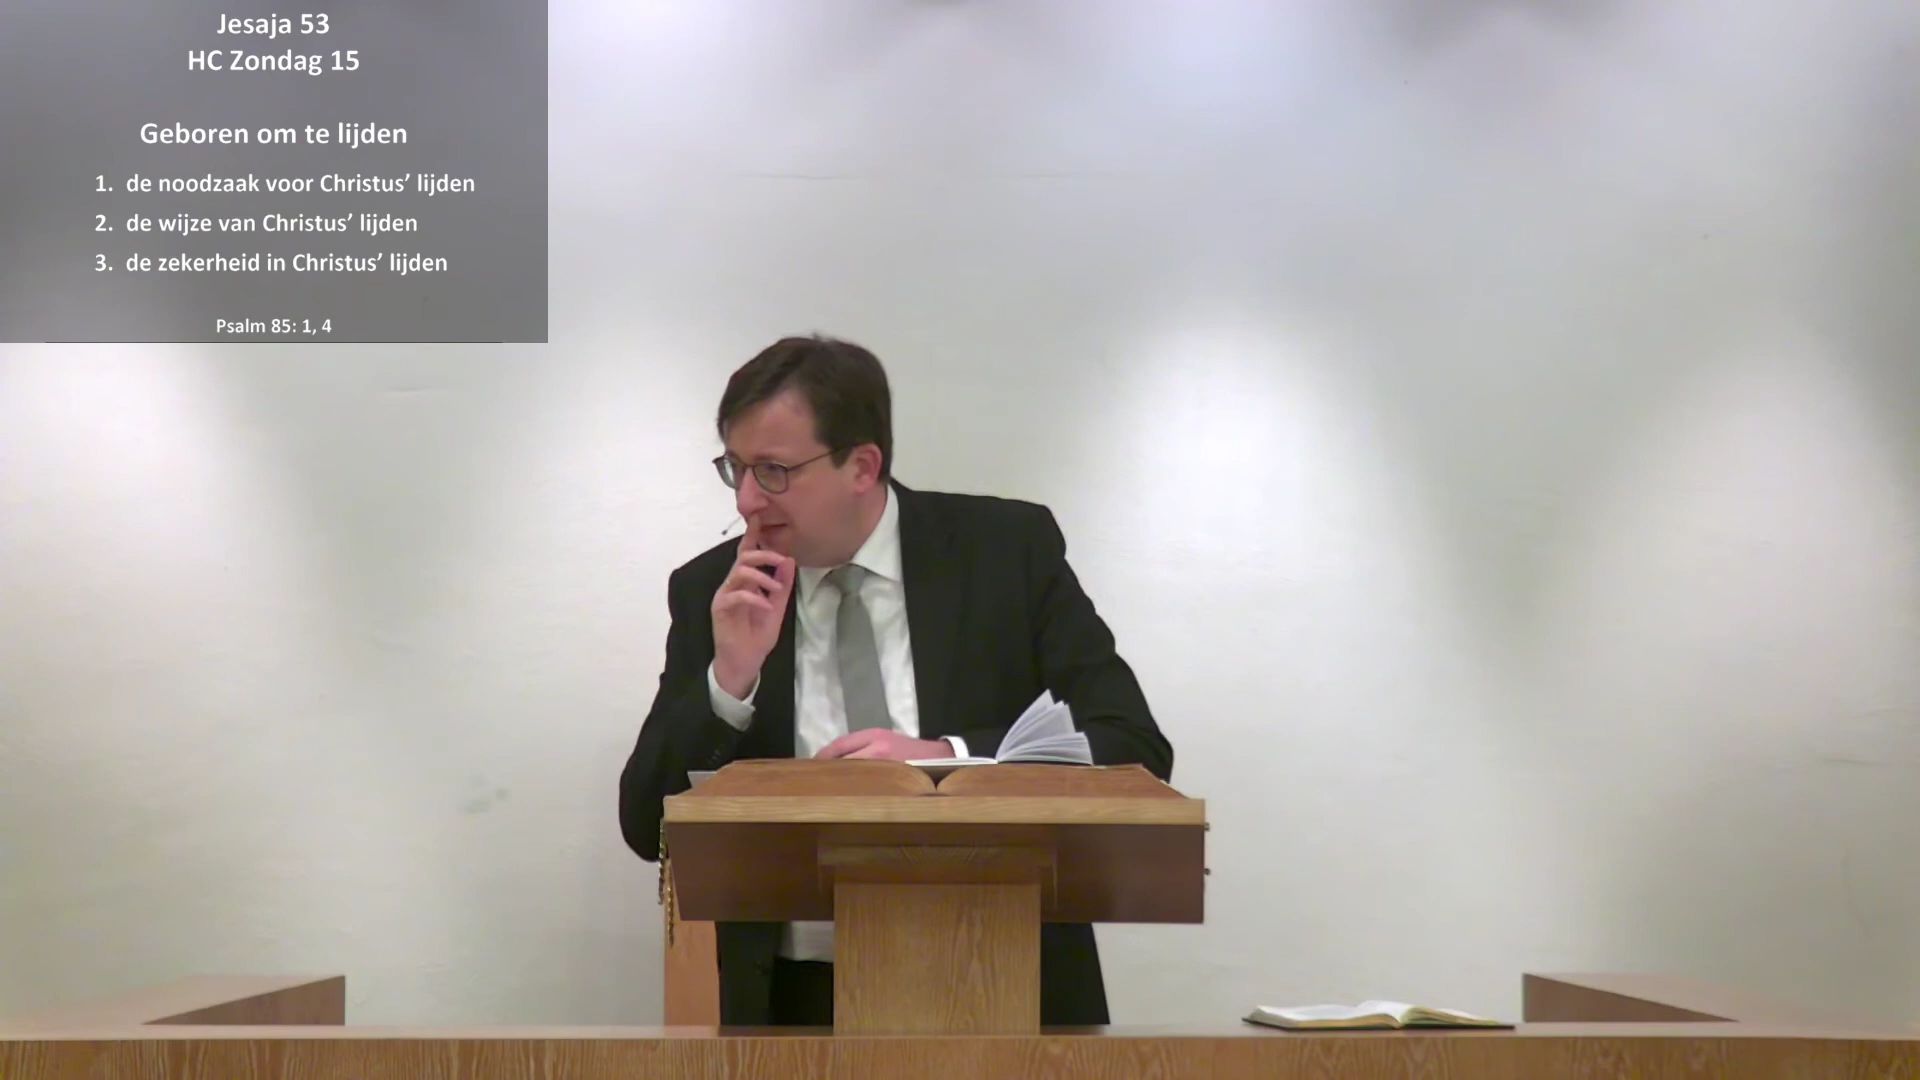 Jesaja 53
HC Zondag 15
Geboren om te lijden
1. de noodzaak voor Christus’ lijden
2. de wijze van Christus’ lijden
3. de zekerheid in Christus’ lijden
Psalm 85: 1, 4